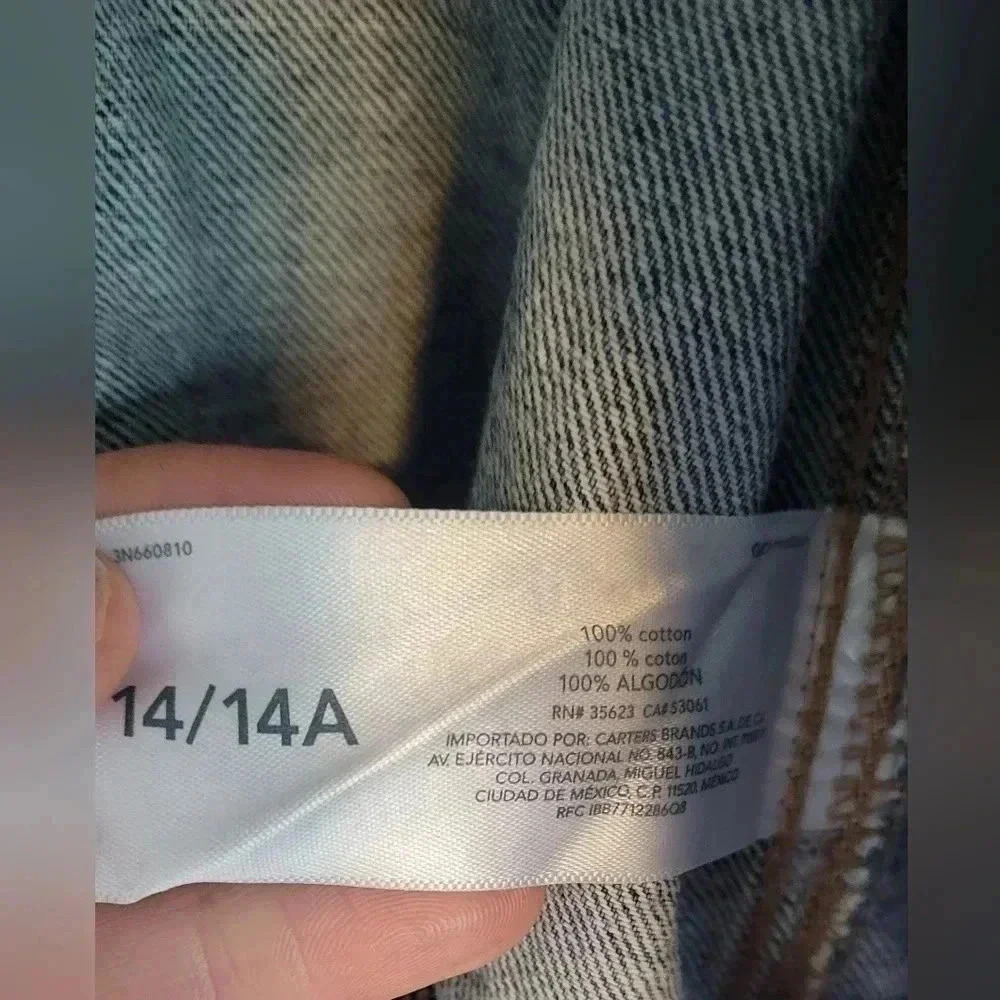 3N660810
14/14A
100% cotton
100 % coton
100% ALGODÓN
RN# 35623 CA# 53061
IMPORTADO POR: CARTERS BRANDS S.A. DE
AV. EJÉRCITO NACIONAL NO. 843-B, NO. INT.
COL. GRANADA, MIGUEL HIDALGO
CIUDAD DE MÉXICO, C.P. 11520, MÉXICO
RFC IBB7712286Q8